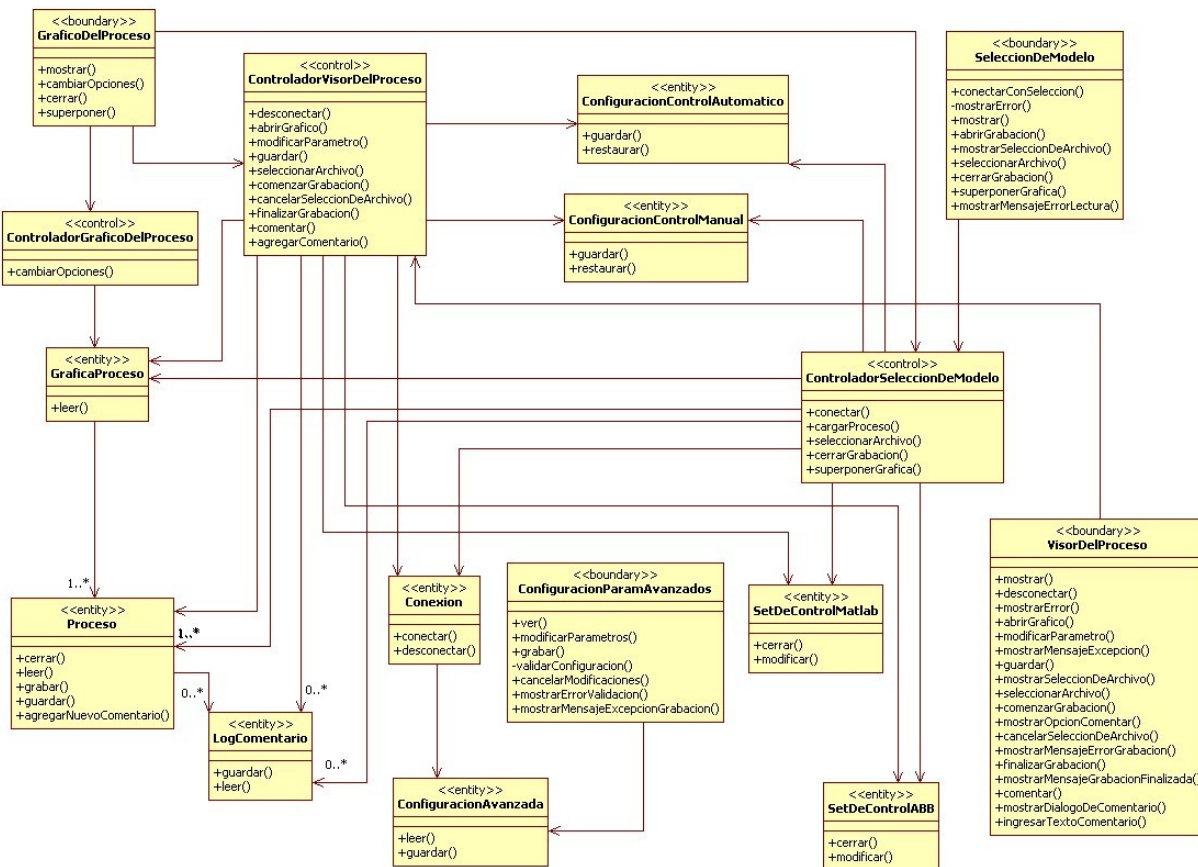 <<boundary>>
GraficoDelProceso
+mostrar()
+cambiarOpciones()
+cerrar()
+superponer()
<<control>>
ControladorVisorDelProceso
+desconectar()
+abrirGrafico()
+modificarParametro()
+guardar()
+seleccionarArchivo()
+comenzarGrabacion()
+cancelarSeleccionDeArchivo()
+finalizarGrabacion()
+comentar()
+agregarComentario()
<<entity>>
ConfiguracionControlAutomatico
+guardar()
+restaurar()
<<boundary>>
SeleccionDeModelo
+conectarConSeleccion()
-mostrarError()
+mostrar()
+abrirGrabacion()
+mostrarSeleccionDeArchivo()
+seleccionarArchivo()
+cerrarGrabacion()
+superponerGrafica()
+mostrarMensajeErrorLectura()
<<control>>
ControladorGraficoDelProceso
+cambiarOpciones()
<<entity>>
ConfiguracionControlManual
+guardar()
+restaurar()
<<entity>>
GraficaProceso
+leer()
<<control>>
ControladorSeleccionDeModelo
+conectar()
+cargarProceso()
+seleccionarArchivo()
+cerrarGrabacion()
+superponerGrafica()
1..*
<<entity>>
Proceso
+cerrar()
+leer()
+grabar()
+guardar()
+agregarNuevoComentario()
1..*
0..*
0..*
0..*
<<entity>>
LogComentario
+guardar()
+leer()
<<entity>>
Conexion
+conectar()
+desconectar()
<<boundary>>
ConfiguracionParamAvanzados
+ver()
+modificarParametros()
+grabar()
-validarConfiguracion()
+cancelarModificaciones()
+mostrarErrorValidacion()
+mostrarMensajeExcepcionGrabacion()
<<entity>>
SetDeControlMatlab
+cerrar()
+modificar()
<<boundary>>
VisorDelProceso
+mostrar()
+desconectar()
+mostrarError()
+abrirGrafico()
+modificarParametro()
+mostrarMensajeExcepcion()
+guardar()
+mostrarSeleccionDeArchivo()
+seleccionarArchivo()
+comenzarGrabacion()
+mostrarOpcionComentar()
+cancelarSeleccionDeArchivo()
+mostrarMensajeErrorGrabacion()
+finalizarGrabacion()
+mostrarMensajeGrabacionFinalizada()
+comentar()
+mostrarDialogoDeComentario()
+ingresarTextoComentario()
<<entity>>
ConfiguracionAvanzada
+leer()
+guardar()
<<entity>>
SetDeControlABB
+cerrar()
+modificar()